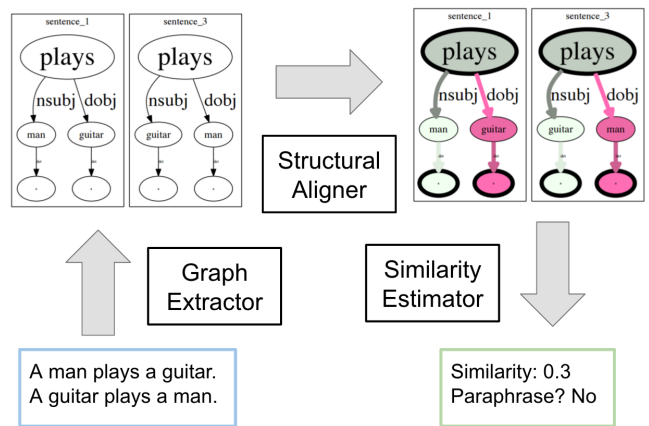 sentence_1
plays
nsubj dobj
man guitar
sentence_3
plays
nsubj dobj
guitar man
sentence_1
plays
nsubj dobj
man guitar
sentence_3
plays
nsubj dobj
guitar man
Structural
Aligner
Graph
Extractor
Similarity
Estimator
A man plays a guitar.
A guitar plays a man.
Similarity: 0.3
Paraphrase? No